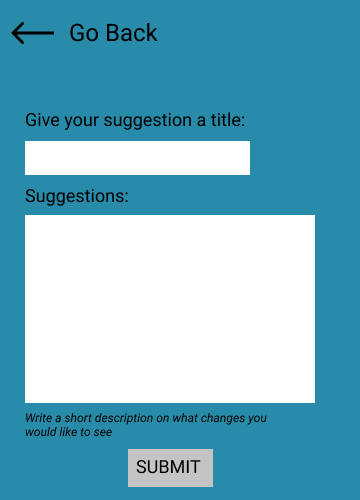 Go Back
Give your suggestion a title:
Suggestions:
Write a short description on what changes you
would like to see
SUBMIT